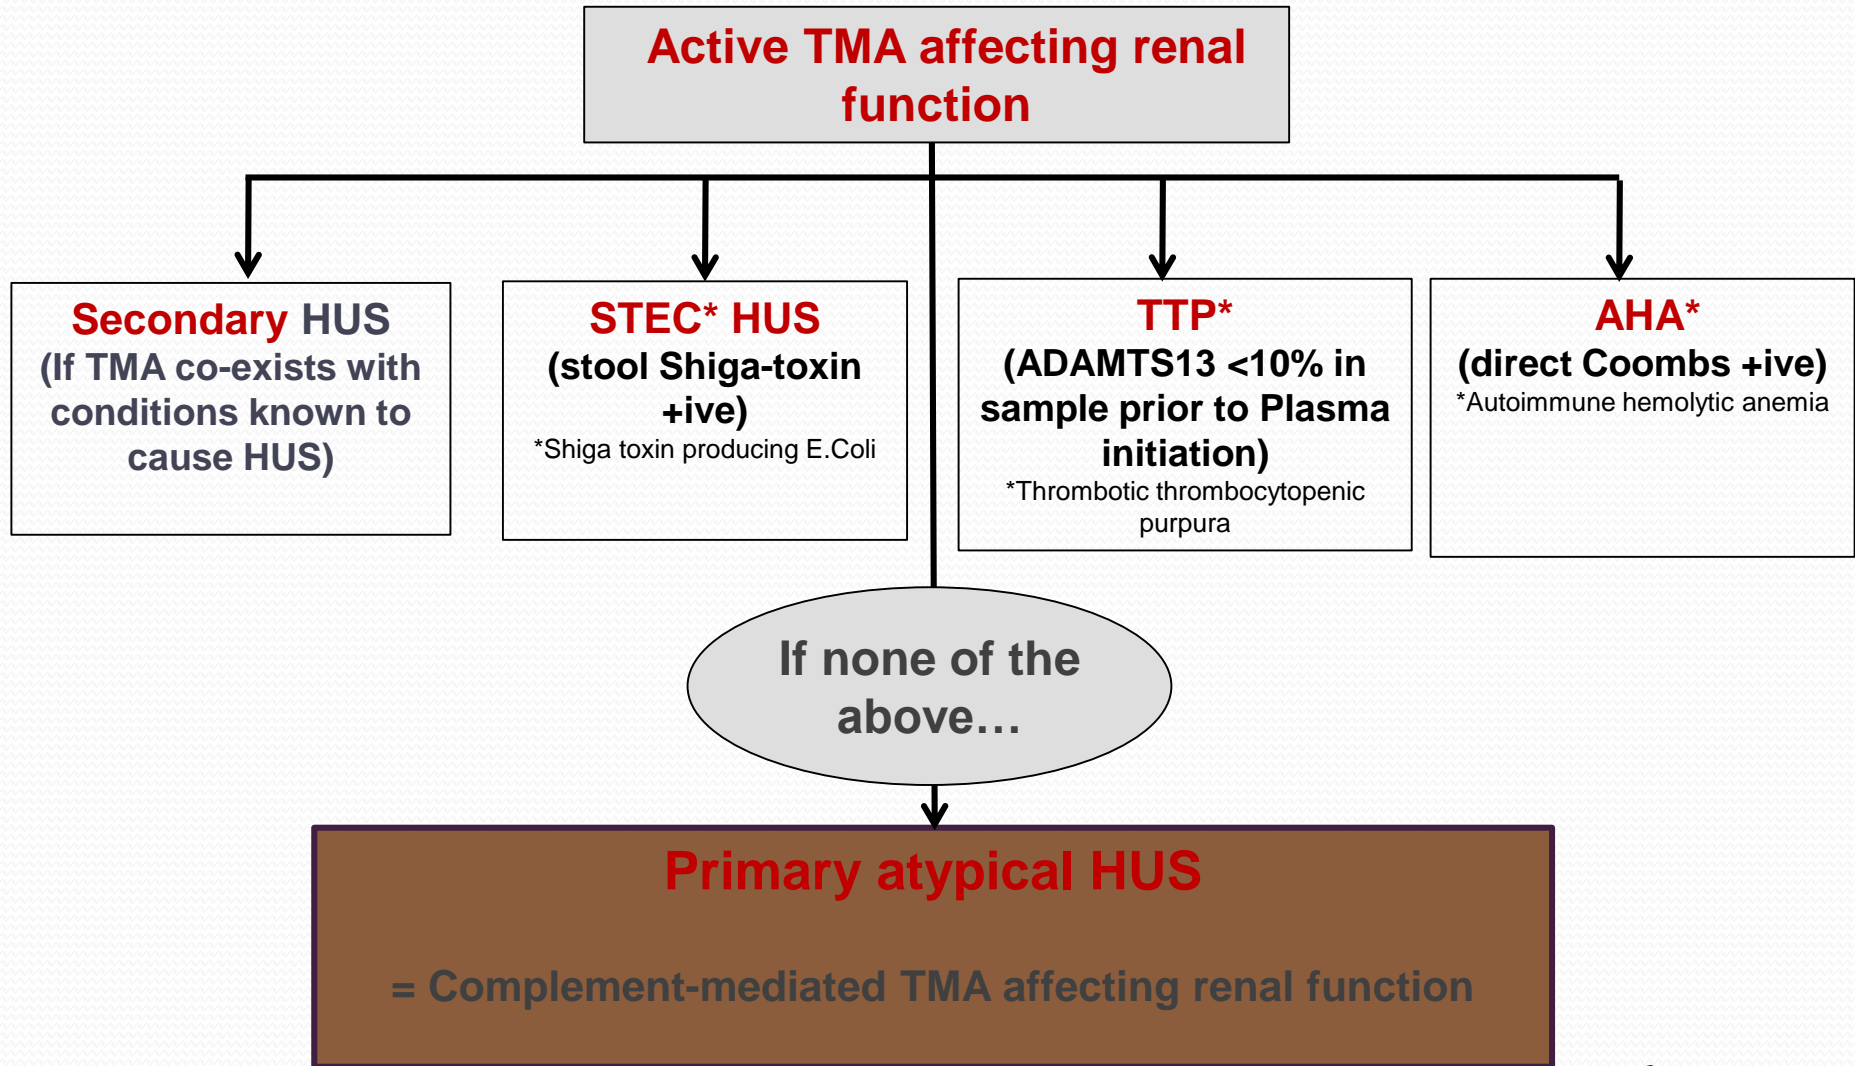 Active TMA affecting renal
function
Secondary HUS
(If TMA co-exists with
conditions known to
cause HUS)
STEC* HUS
(stool Shiga-toxin
+ive)
*Shiga toxin producing E.Coli
TTP*
(ADAMTS13 <10% in
sample prior to Plasma
initiation)
*Thrombotic thrombocytopenic
purpura
AHA*
(direct Coombs +ive)
*Autoimmune hemolytic anemia
If none of the
above…
Primary atypical HUS
= Complement-mediated TMA affecting renal function